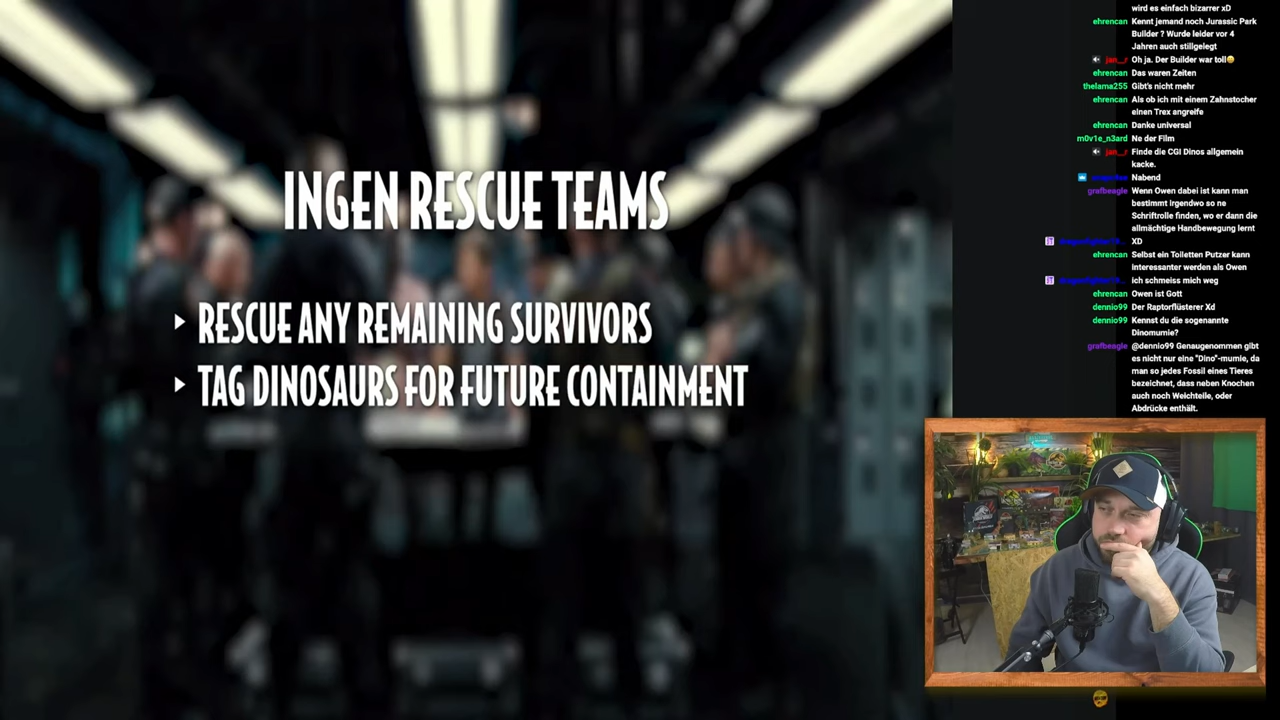 INGEN RESCUE TEAMS
RESCUE ANY REMAINING SURVIVORS
TAG DINOSAURS FOR FUTURE CONTAINMENT
wird es einfach bizarrer xD
ehrencan Kennt jemand noch Jurassic Park
Builder ? Wurde leider vor 4
Jahren auch stillgelegt
jan__r Oh ja. Der Builder war toll😄
ehrencan Das waren Zeiten
thelama255 Gibt's nicht mehr
ehrencan Als ob ich mit einem Zahnstocher
einen Trex angreife
ehrencan Danke universal
m0v1e_n3ard Ne der Film
jan__r Finde die CGI Dinos allgemein
kacke.
Nabend
grafbeagle Wenn Owen dabei ist kann man
bestimmt irgendwo so ne
Schriftrolle finden, wo er dann die
allmächtige Handbewegung lernt
XD
ehrencan Selbst ein Toiletten Putzer kann
interessanter werden als Owen
ich schmeiss mich weg
ehrencan Owen ist Gott
dennio99 Der Raptorflüsterer Xd
dennio99 Kennst du die sogenannte
Dinomumie?
grafbeagle @dennio99 Genaugenommen gibt
es nicht nur eine "Dino"-mumie, da
man so jedes Fossil eines Tieres
bezeichnet, dass neben Knochen
auch noch Weichteile, oder
Abdrücke enthält.